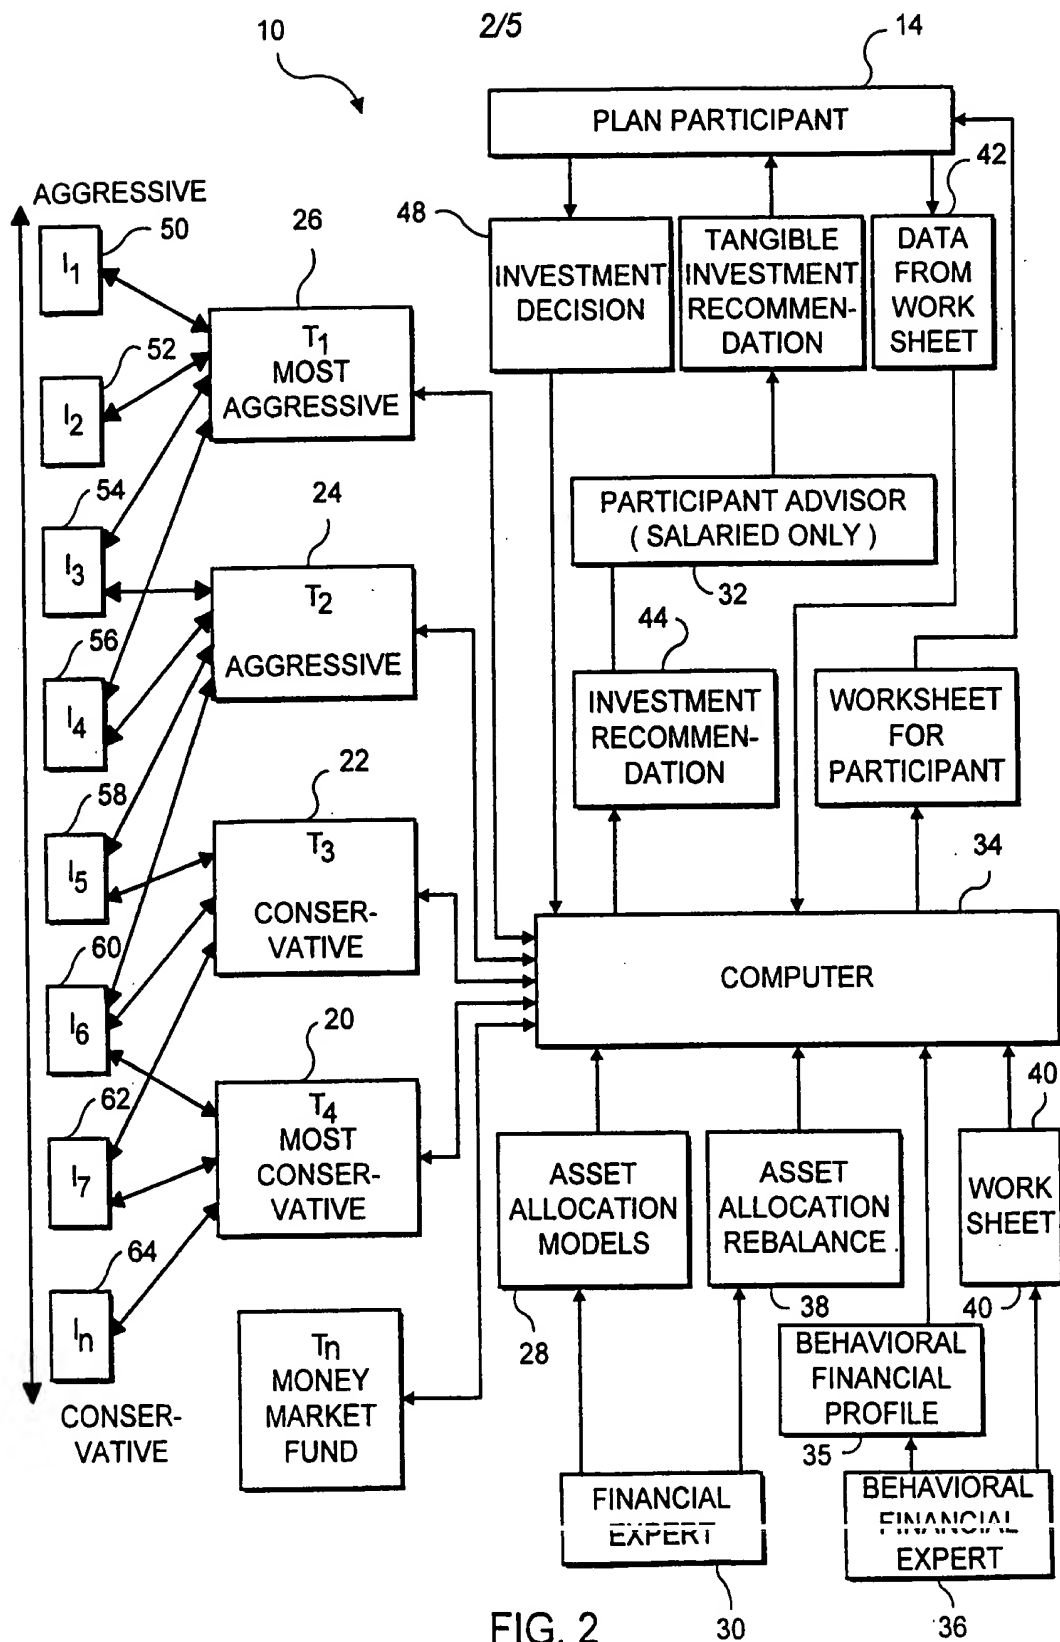 2/5
10
14
PLAN PARTICIPANT
42
AGGRESSIVE
50
26
48
I1
INVESTMENT
DECISION
TANGIBLE
INVESTMENT
RECOMMEN-
DATION
DATA
FROM
WORK
SHEET
T1
MOST
AGGRESSIVE
52
I2
54
24
PARTICIPANT ADVISOR
( SALARIED ONLY )
32
I3
T2
AGGRESSIVE
44
56
I4
INVESTMENT
RECOMMEN-
DATION
WORKSHEET
FOR
PARTICIPANT
58
22
I5
T3
CONSER-
VATIVE
34
COMPUTER
60
I6
20
T4
MOST
CONSER-
VATIVE
62
I7
40
ASSET
ALLOCATION
MODELS
ASSET
ALLOCATION
REBALANCE
WORK
SHEET
64
In
28
38
40
Tn
MONEY
MARKET
FUND
BEHAVIORAL
FINANCIAL
PROFILE
35
CONSER-
VATIVE
FINANCIAL
EXPERT
BEHAVIORAL
FINANCIAL
EXPERT
30
36
FIG. 2